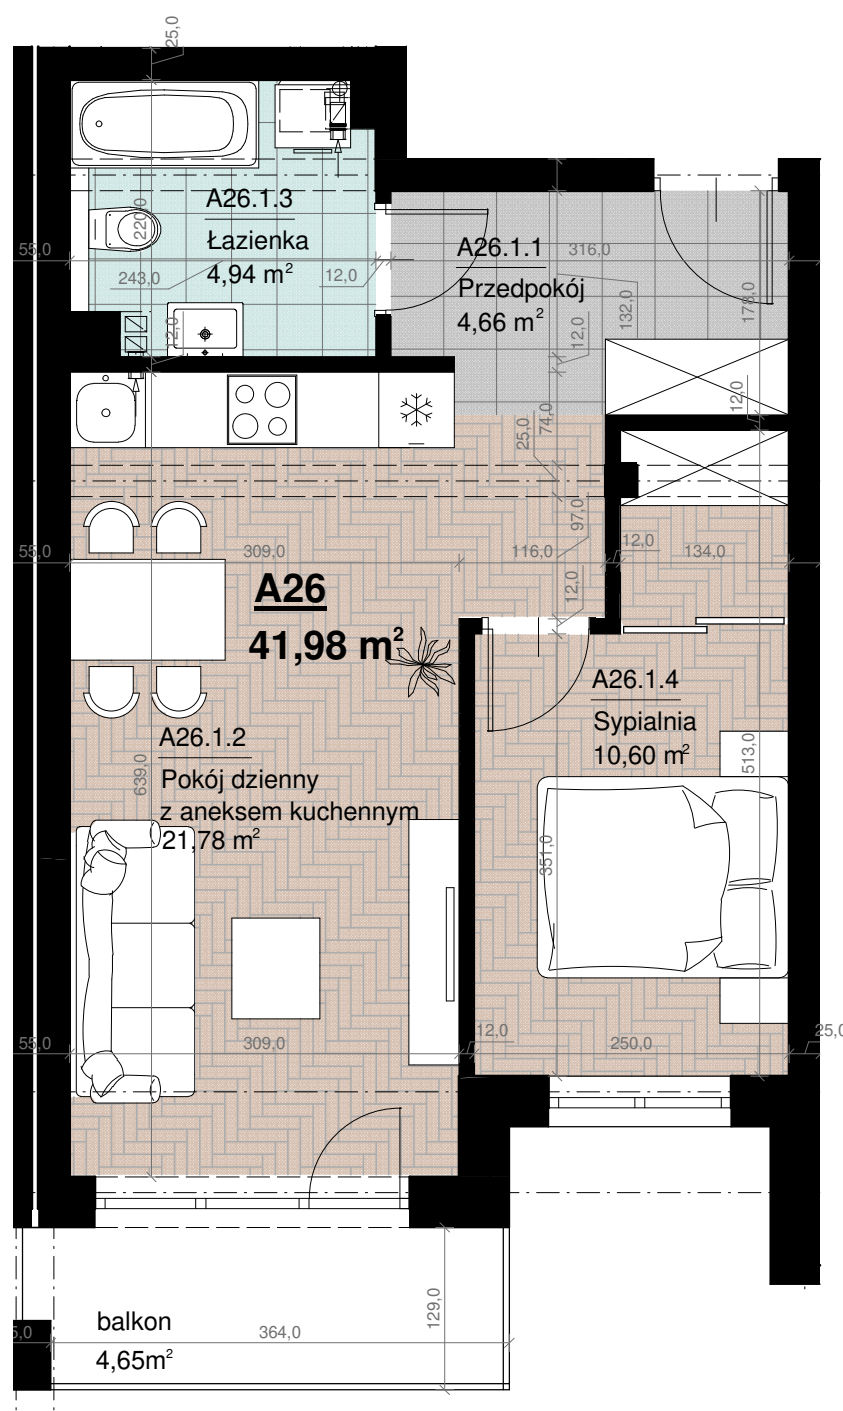 25,0
A26.1.3
Łazienka
4,94 m²
220,0
243,0
12,0
55,0
12,0
A26.1.1
Przedpokój
4,66 m²
316,0
132,0
12,0
178,0
12,0
74,0
25,0
97,0
12,0
55,0
309,0
116,0
12,0
134,0
A26
41,98 m²
A26.1.4
Sypialnia
10,60 m²
513,0
351,0
A26.1.2
Pokój dzienny
z aneksem kuchennym
21,78 m²
639,0
55,0
309,0
12,0
250,0
25,0
balkon
4,65m²
364,0
129,0